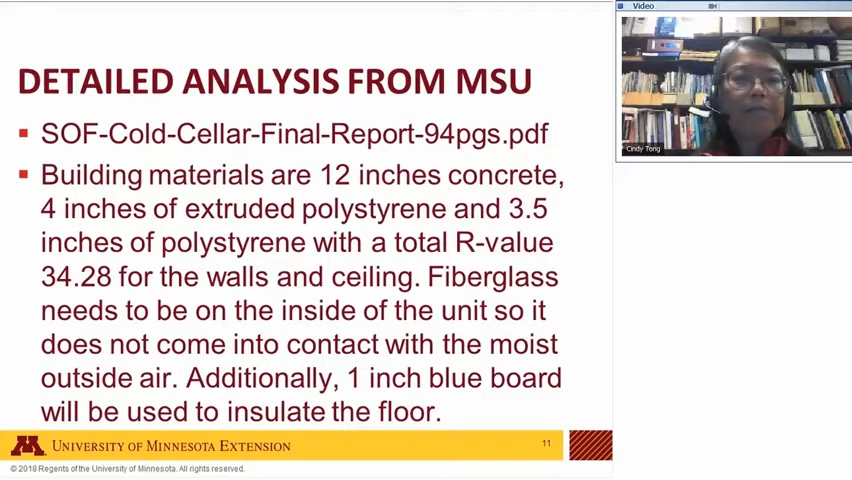 Video
DETAILED ANALYSIS FROM MSU
SOF-Cold-Cellar-Final-Report-94pgs.pdf
Building materials are 12 inches concrete,
4 inches of extruded polystyrene and 3.5
inches of polystyrene with a total R-value
34.28 for the walls and ceiling. Fiberglass
needs to be on the inside of the unit so it
does not come into contact with the moist
outside air. Additionally, 1 inch blue board
will be used to insulate the floor.
Cindy Tong
M UNIVERSITY OF MINNESOTA EXTENSION
11
© 2018 Regents of the University of Minnesota. All rights reserved.